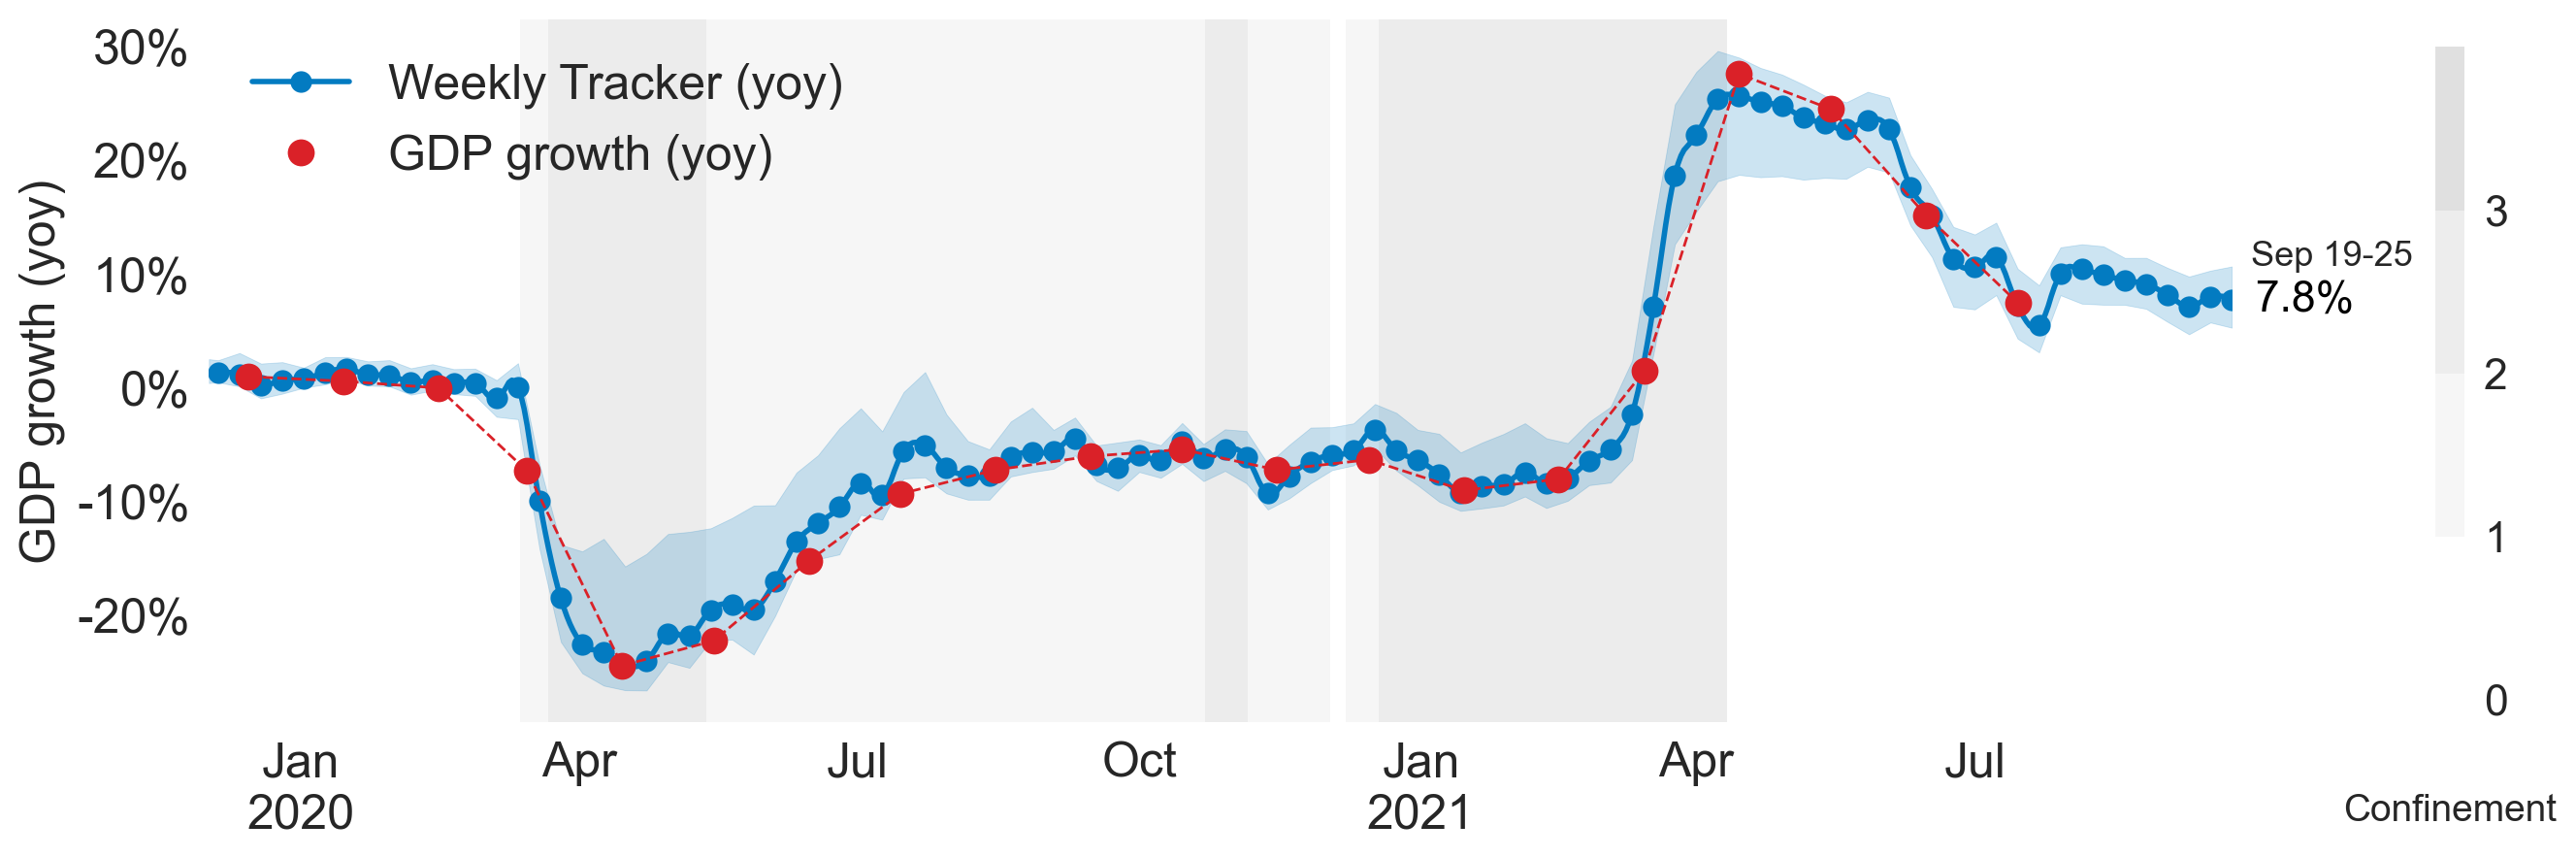 GDP growth (yoy)
30%
20%
10%
0%
-10%
-20%
Weekly Tracker (yoy)
GDP growth (yoy)
Sep 19-25
7.8%
3
2
1
0
Confinement
Jan
2020
Apr
Jul
Oct
Jan
2021
Apr
Jul